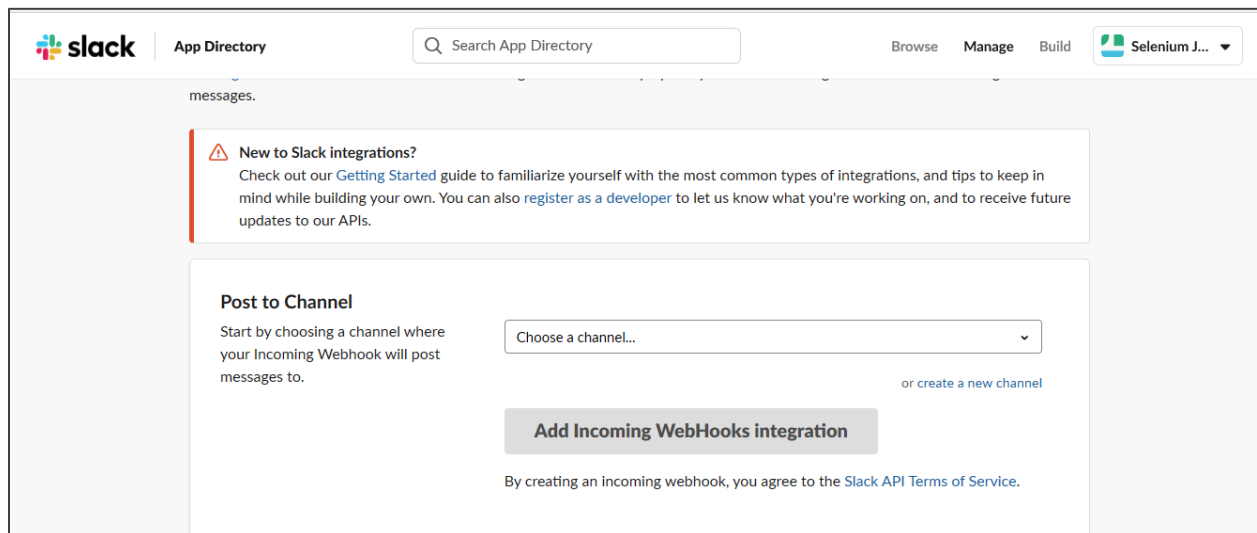 slack
App Directory
Search App Directory
Browse
Manage
Build
Selenium J...
messages.
New to Slack integrations?
Check out our Getting Started guide to familiarize yourself with the most common types of integrations, and tips to keep in
mind while building your own. You can also register as a developer to let us know what you're working on, and to receive future
updates to our APIs.
Post to Channel
Start by choosing a channel where
your Incoming Webhook will post
messages to.
Choose a channel...
or create a new channel
Add Incoming WebHooks integration
By creating an incoming webhook, you agree to the Slack API Terms of Service.